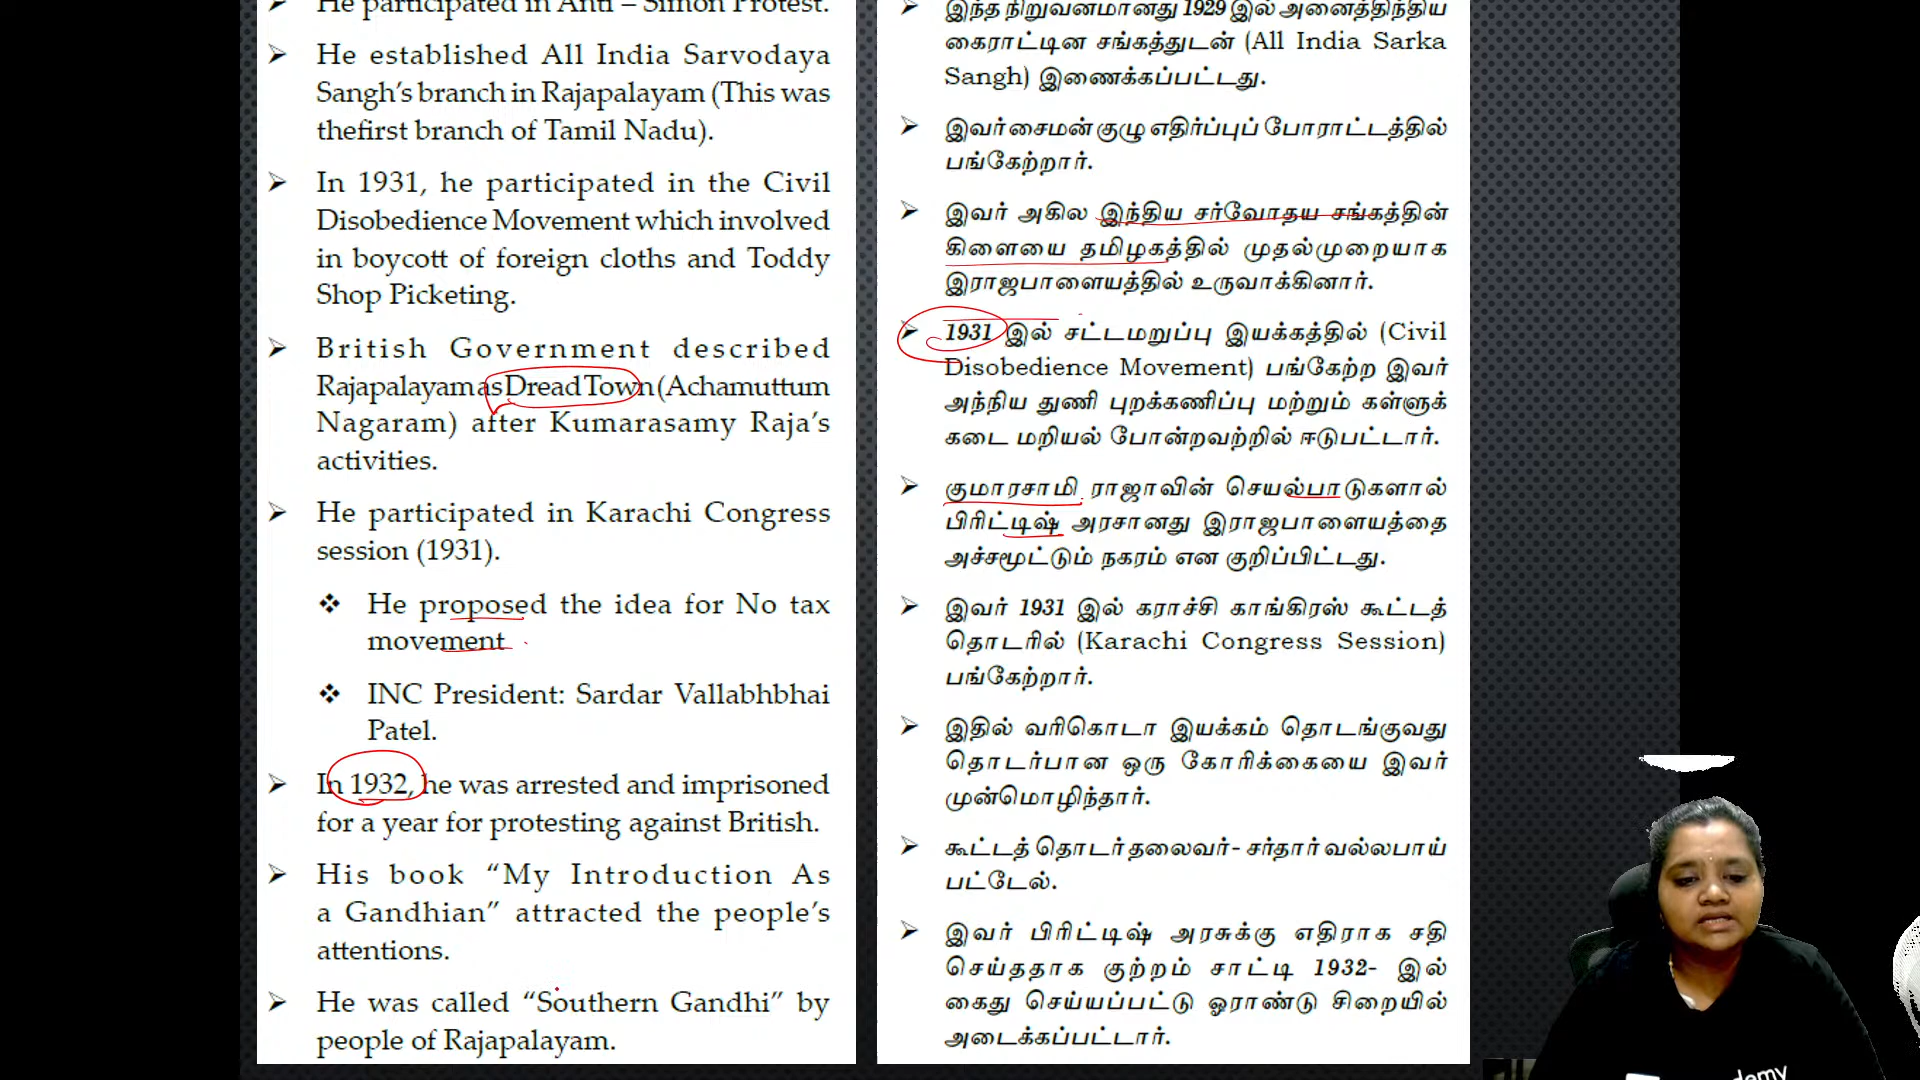 He participated in Anti – Simon Protest.
➢ He established All India Sarvodaya
Sangh's branch in Rajapalayam (This was
thefirst branch of Tamil Nadu).
➢ In 1931, he participated in the Civil
Disobedience Movement which involved
in boycott of foreign cloths and Toddy
Shop Picketing.
➢ British Government described
Rajapalayam as Dread Town (Achamuttum
Nagaram) after Kumarasamy Raja's
activities.
➢ He participated in Karachi Congress
session (1931).
❖ He proposed the idea for No tax
movement
❖ INC President: Sardar Vallabhbhai
Patel.
➢ In 1932, he was arrested and imprisoned
for a year for protesting against British.
➢ His book “My Introduction As
a Gandhian” attracted the people's
attentions.
➢ He was called “Southern Gandhi” by
people of Rajapalayam.
➢ இந்த நிறுவனமானது 1929 இல் அனைத்திந்திய
கைராட்டின சங்கத்துடன் (All India Sarka
Sangh) இணைக்கப்பட்டது.
➢ இவர் சைமன் குழு எதிர்ப்புப் போராட்டத்தில்
பங்கேற்றார்.
➢ இவர் அகில இந்திய சர்வோதய சங்கத்தின்
கிளையை தமிழகத்தில் முதல்முறையாக
இராஜபாளையத்தில் உருவாக்கினார்.
➢ 1931 இல் சட்டமறுப்பு இயக்கத்தில் (Civil
Disobedience Movement) பங்கேற்ற இவர்
அந்நிய துணி புறக்கணிப்பு மற்றும் கள்ளுக்
கடை மறியல் போன்றவற்றில் ஈடுபட்டார்.
➢ குமாரசாமி ராஜாவின் செயல்பாடுகளால்
பிரிட்டிஷ் அரசானது இராஜபாளையத்தை
அச்சமூட்டும் நகரம் என குறிப்பிட்டது.
➢ இவர் 1931 இல் கராச்சி காங்கிரஸ் கூட்டத்
தொடரில் (Karachi Congress Session)
பங்கேற்றார்.
➢ இதில் வரிகொடா இயக்கம் தொடங்குவது
தொடர்பான ஒரு கோரிக்கையை இவர்
முன்மொழிந்தார்.
➢ கூட்டத் தொடர் தலைவர் - சர்தார் வல்லபாய்
பட்டேல்.
➢ இவர் பிரிட்டிஷ் அரசுக்கு எதிராக சதி
செய்ததாக குற்றம் சாட்டி 1932- இல்
கைது செய்யப்பட்டு ஓராண்டு சிறையில்
அடைக்கப்பட்டார்.